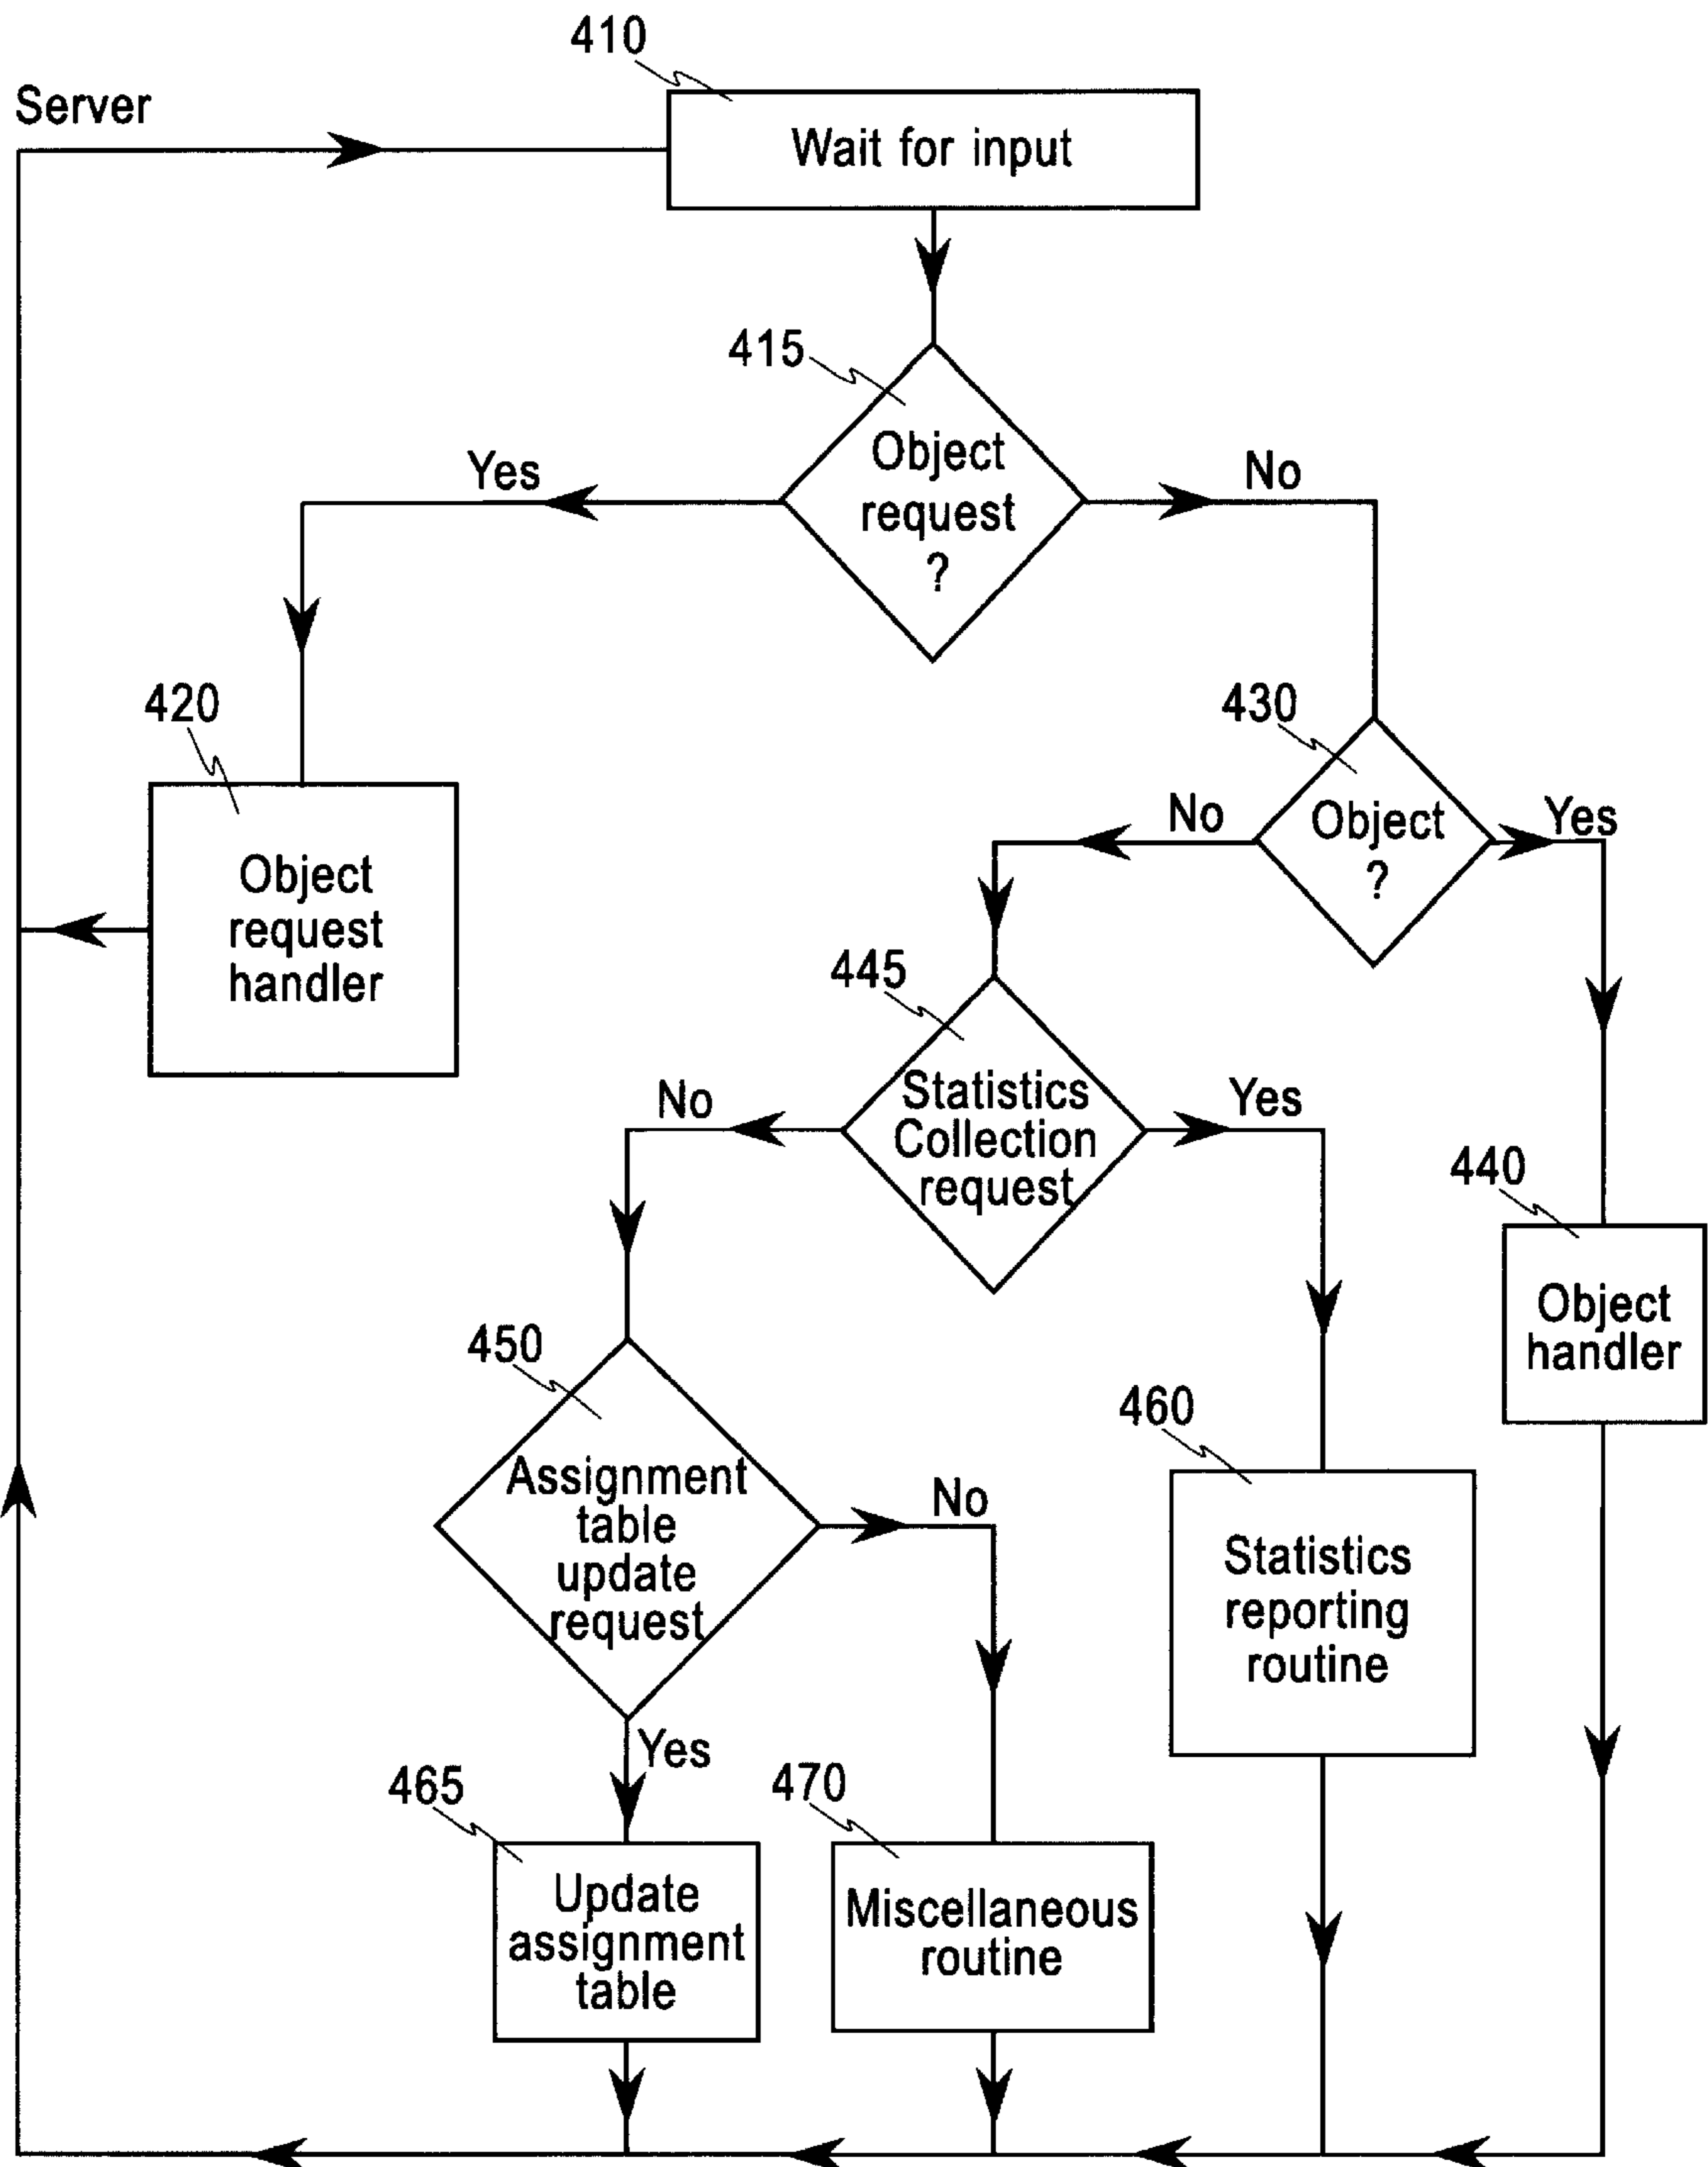 410
Server
Wait for input
415
Object
request
?
Yes
No
420
430
Object
?
No
Yes
Object
request
handler
445
Statistics
Collection
request
No
Yes
440
Object
handler
450
460
Assignment
table
update
request
No
Statistics
reporting
routine
Yes
465
470
Update
assignment
table
Miscellaneous
routine